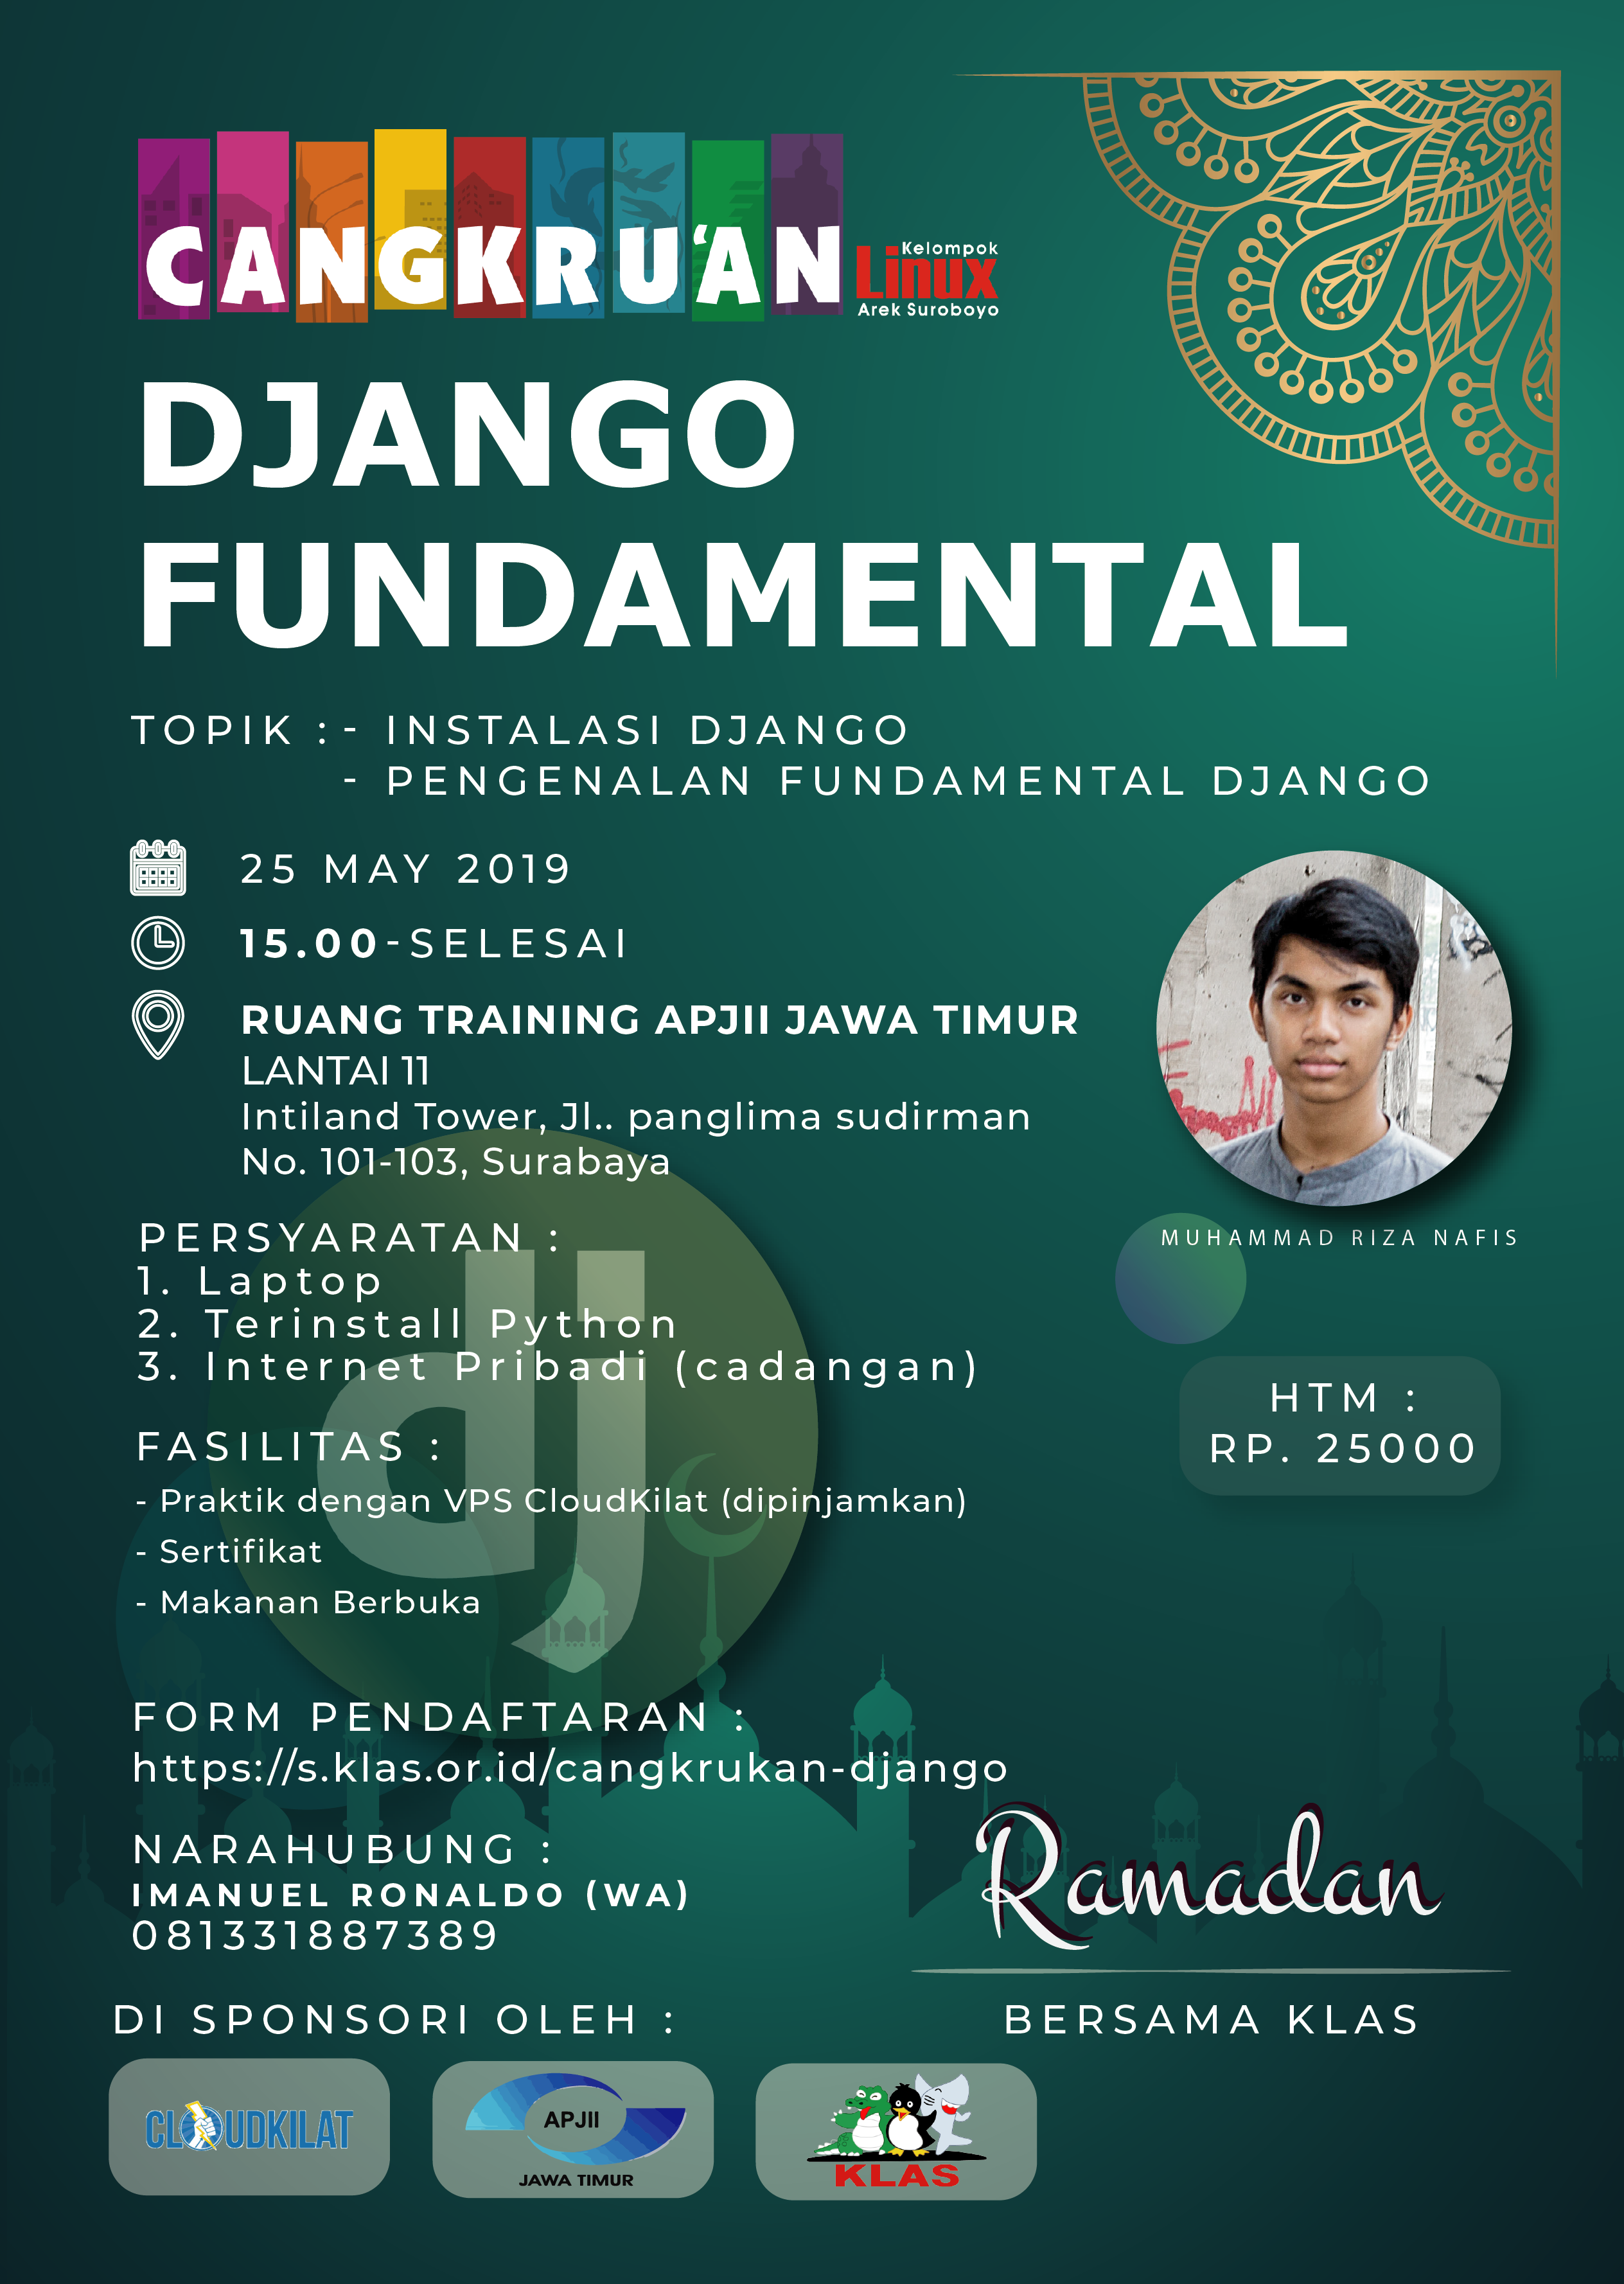 CANGKRU'AN
Kelompok
Linux
Arek Suroboyo
DJANGO
FUNDAMENTAL
TOPIK : - INSTALASI DJANGO
- PENGENALAN FUNDAMENTAL DJANGO
25 MAY 2019
15.00-SELESAI
RUANG TRAINING APJII JAWA TIMUR
LANTAI 11
Intiland Tower, Jl.. panglima sudirman
No. 101-103, Surabaya
MUHAMMAD RIZA NAFIS
PERSYARATAN :
1. Laptop
2. Terinstall Python
3. Internet Pribadi (cadangan)
HTM :
RP. 25000
FASILITAS :
- Praktik dengan VPS CloudKilat (dipinjamkan)
- Sertifikat
- Makanan Berbuka
dj
FORM PENDAFTARAN :
https://s.klas.or.id/cangkrukan-django
NARAHUBUNG :
IMANUEL RONALDO (WA)
081331887389
Ramadan
BERSAMA KLAS
DI SPONSORI OLEH :
CLOUDKILAT
APJII
JAWA TIMUR
KLAS